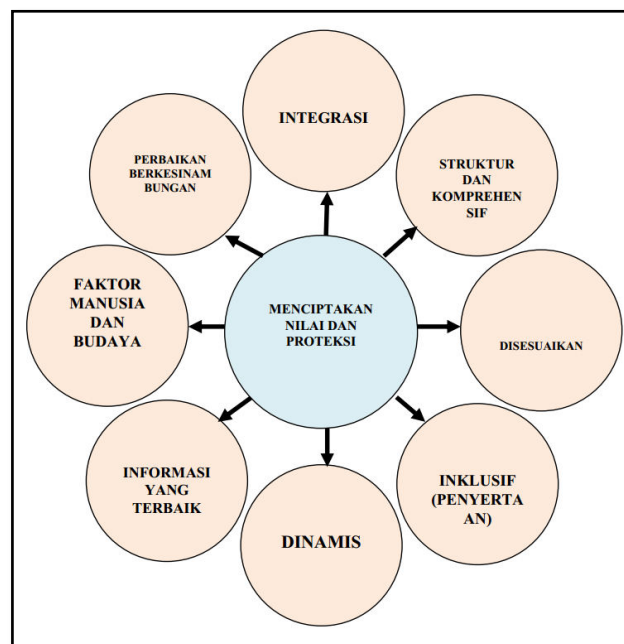 INTEGRASI
STRUKTUR
DAN
KOMPREHEN
SIF
DISESUAIKAN
INKLUSIF
(PENYERTA
AN)
DINAMIS
INFORMASI
YANG
TERBAIK
FAKTOR
MANUSIA
DAN
BUDAYA
PERBAIKAN
BERKESINAM
BUNGAN
MENCIPTAKAN
NILAI DAN
PROTEKSI